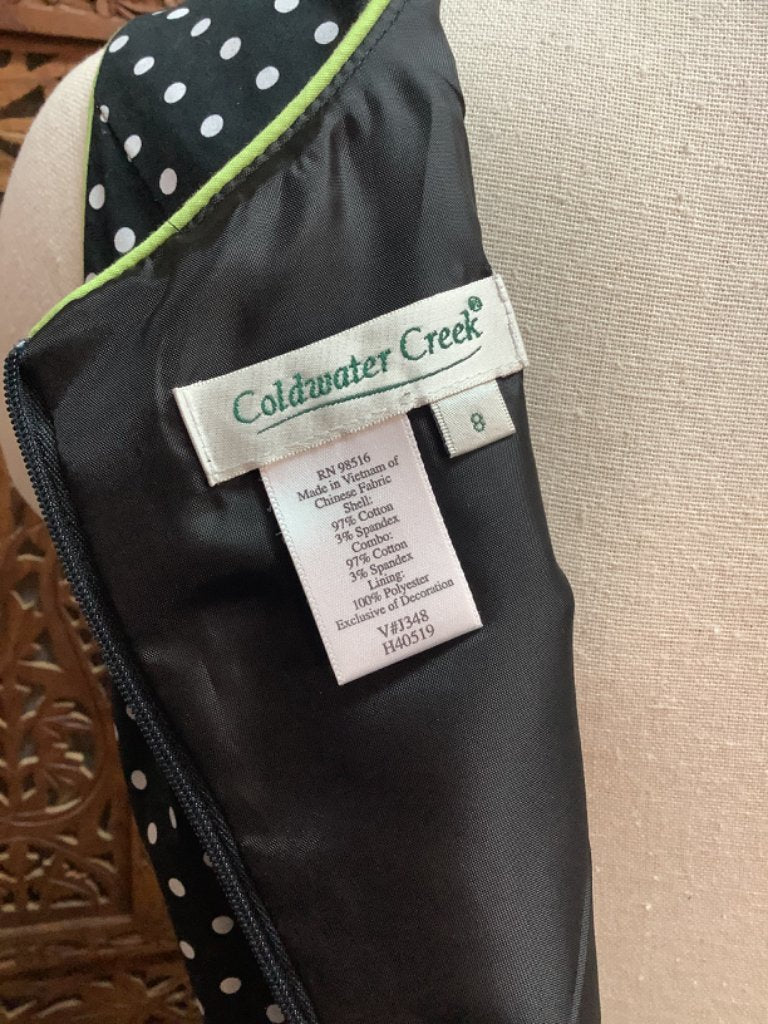 Coldwater Creek®
8
RN 98516
Made in Vietnam of
Chinese Fabric
Shell:
97% Cotton
3% Spandex
Combo:
97% Cotton
3% Spandex
Lining:
100% Polyester
Exclusive of Decoration
V#J348
H40519